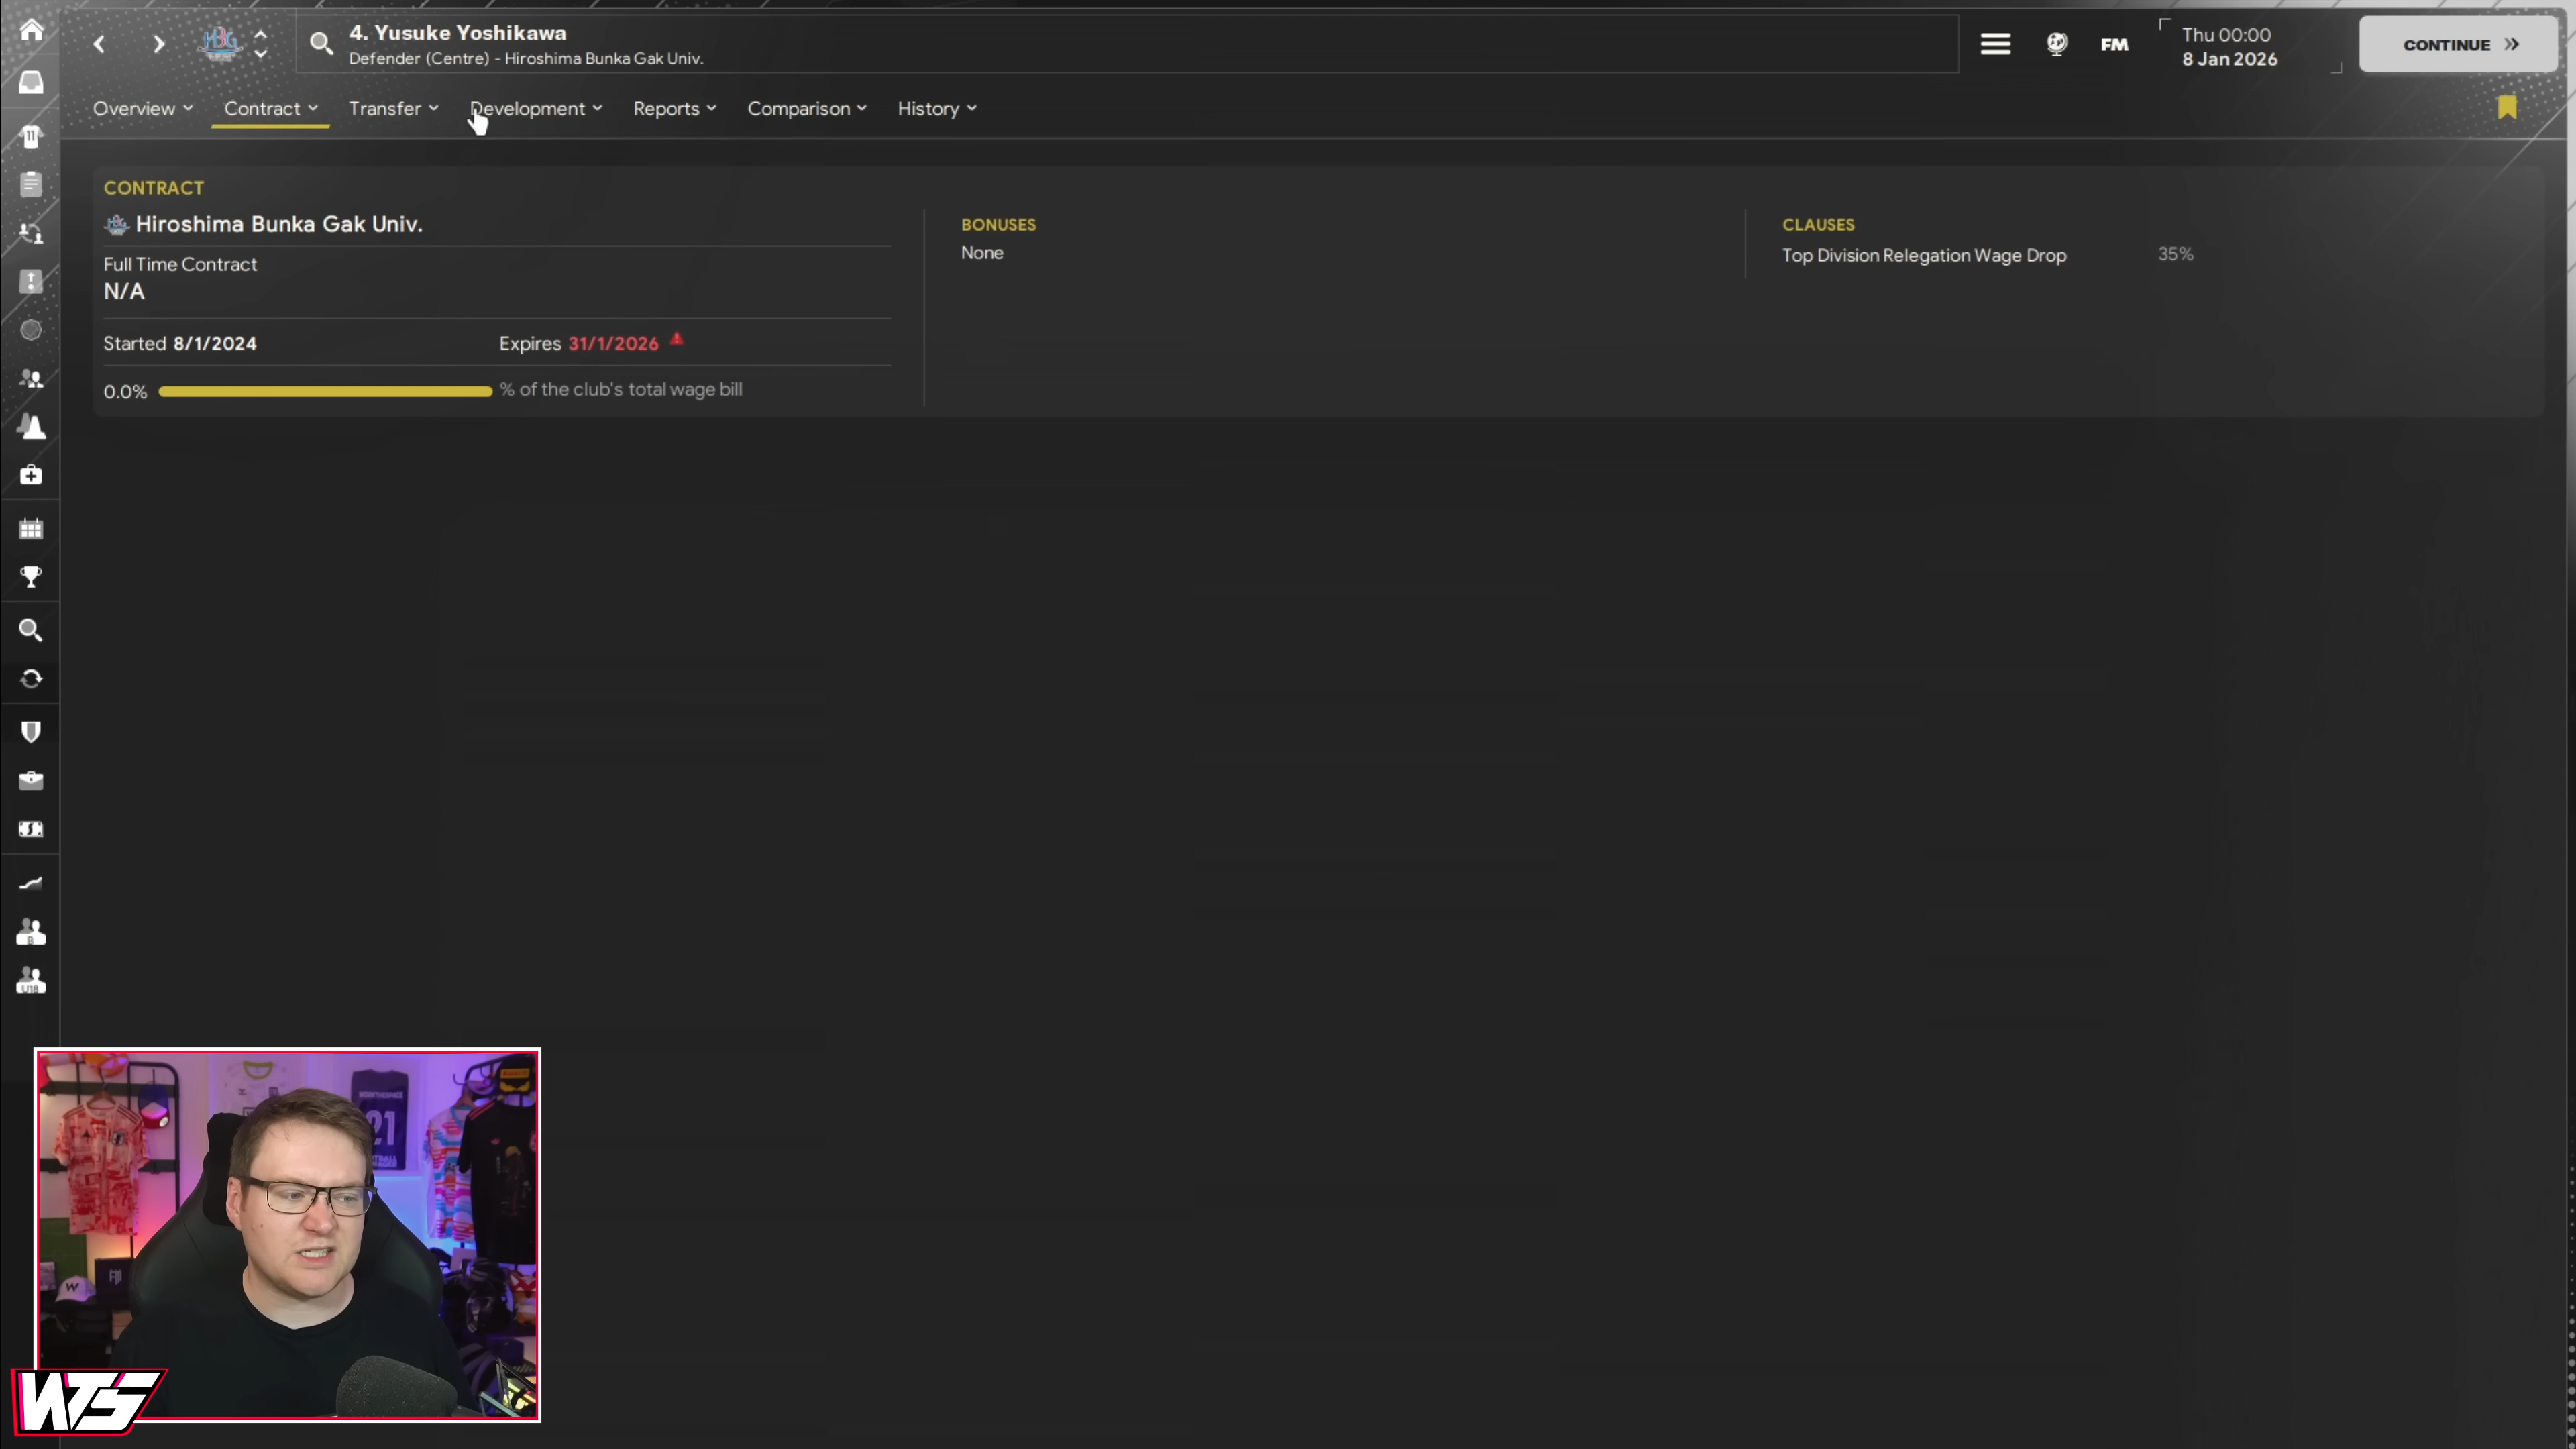 4. Yusuke Yoshikawa
Defender (Centre) - Hiroshima Bunka Gak Univ.
FM
Thu 00:00
8 Jan 2026
CONTINUE
Overview
Contract
Transfer
Development
Reports
Comparison
History
CONTRACT
Hiroshima Bunka Gak Univ.
Full Time Contract
N/A
Started 8/1/2024
Expires 31/1/2026
0.0%
% of the club's total wage bill
BONUSES
None
CLAUSES
Top Division Relegation Wage Drop 35%
11
B
U18
21
W
WTS